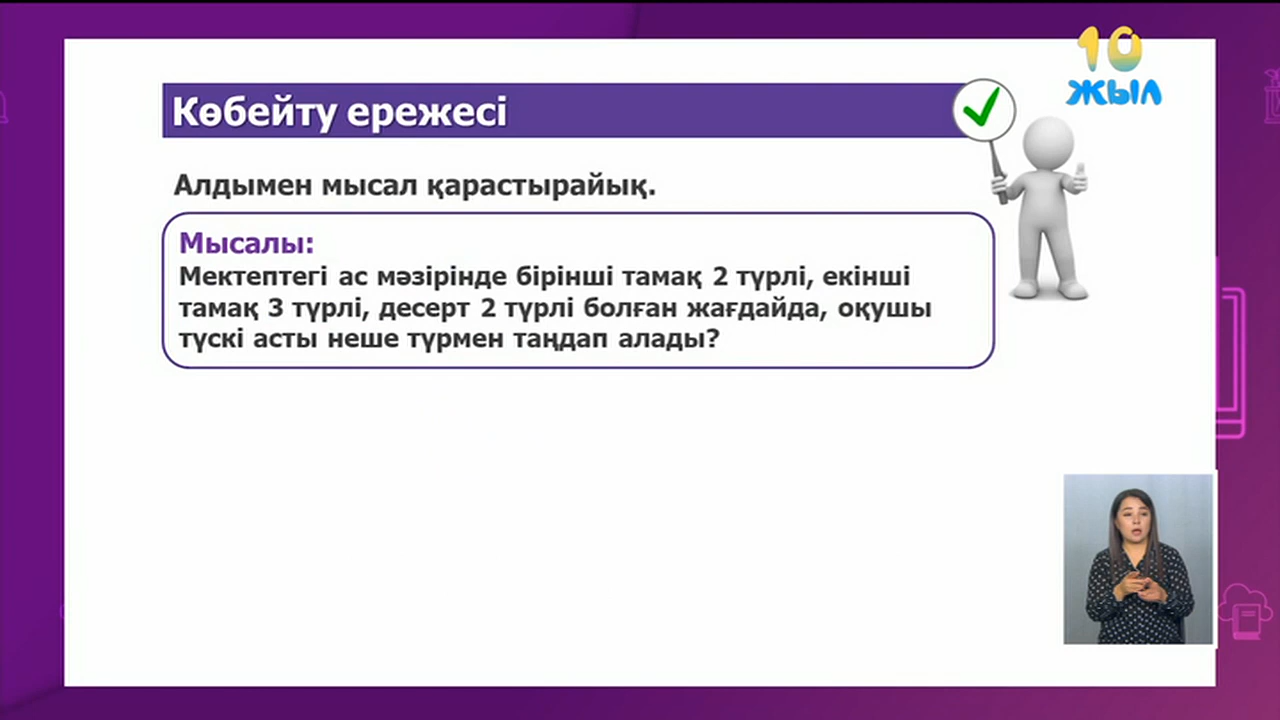 10
ЖЫЛ
Көбейту ережесі
Алдымен мысал қарастырайық.
Мысалы:
Мектептегі ас мәзірінде бірінші тамақ 2 түрлі, екінші
тамақ 3 түрлі, десерт 2 түрлі болған жағдайда, оқушы
түскі асты неше түрмен таңдап алады?